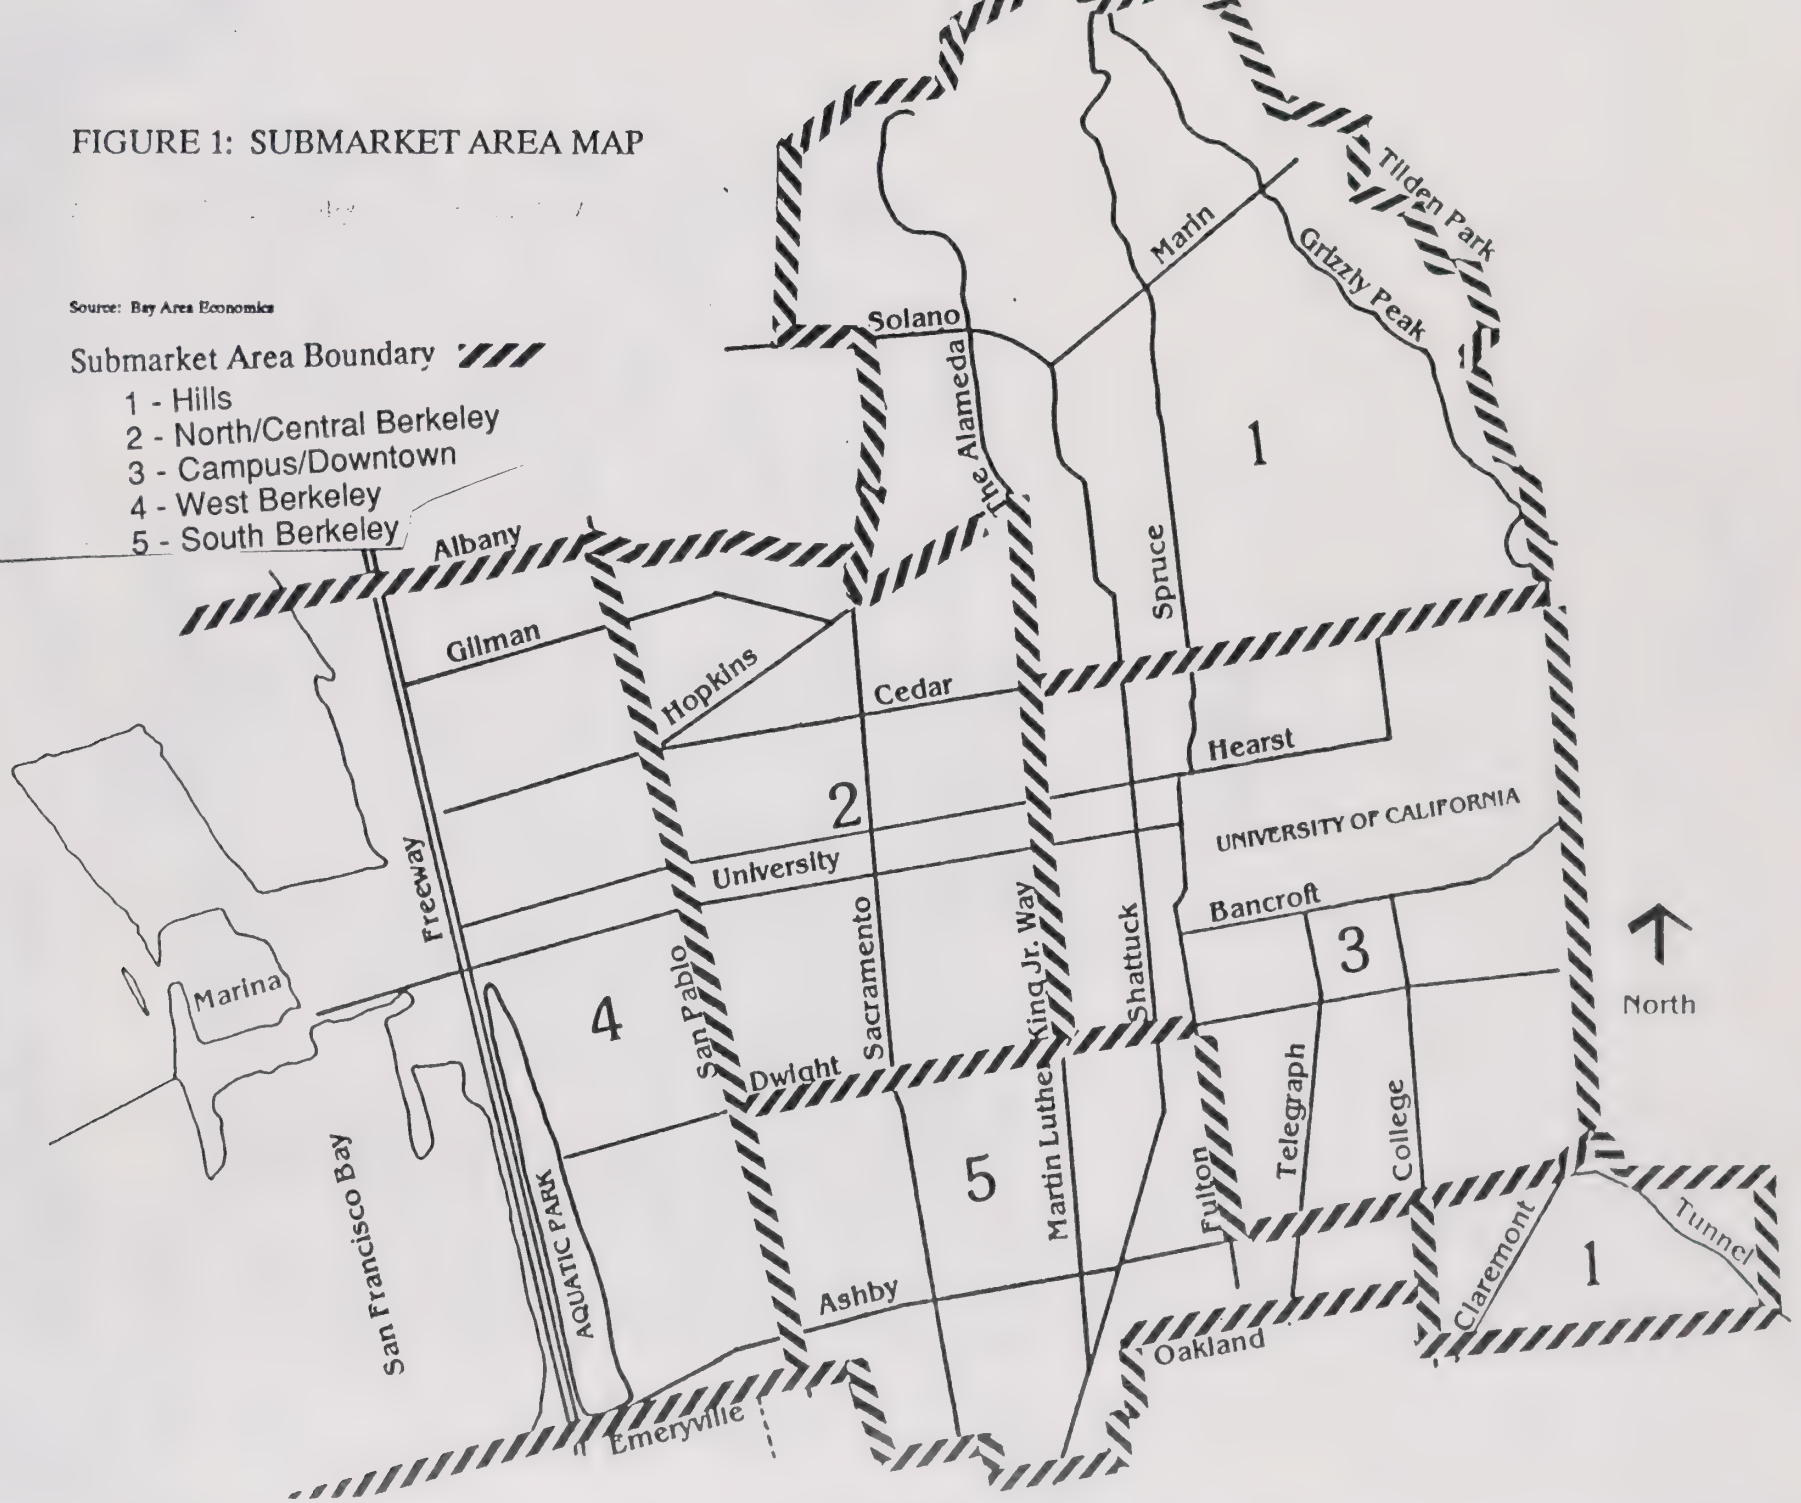 FIGURE 1: SUBMARKET AREA MAP
Source: Bay Area Economics
Submarket Area Boundary
1 - Hills
2 - North/Central Berkeley
3 - Campus/Downtown
4 - West Berkeley
5 - South Berkeley
Tilden Park
Marin
Grizzly Peak
Solano
The Alameda
1
Spruce
Albany
Gilman
Hopkins
Cedar
Hearst
2
UNIVERSITY OF CALIFORNIA
University
Freeway
Bancroft
3
Sacramento
Shattuck
San Pablo
Marina
4
North
Dwight
Martin Luther King Jr. Way
Telegraph
College
5
Fulton
San Francisco Bay
AQUATIC PARK
Claremont
Tunnel
1
Ashby
Oakland
Emeryville